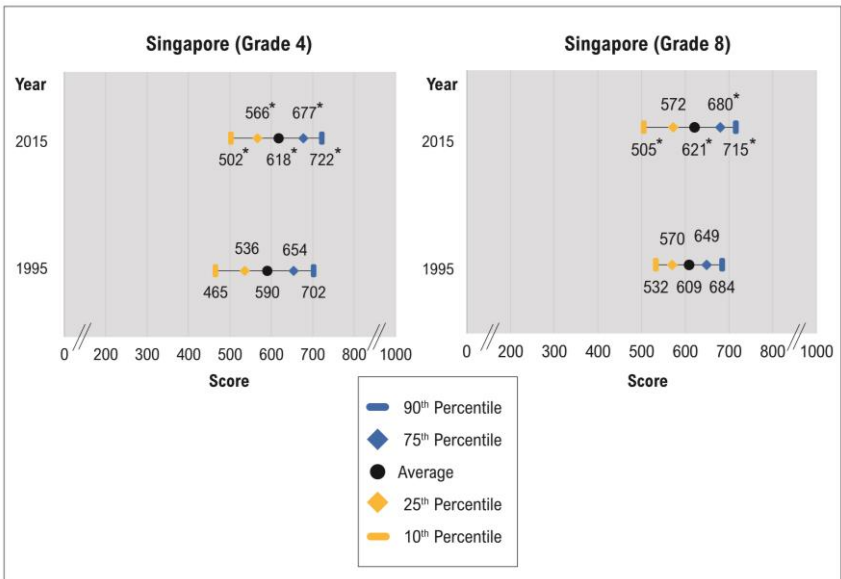 Singapore (Grade 4)
Year
566* 677*
2015
502* 618* 722*
536 654
1995
465 590 702
0 200 300 400 500 600 700 800 1000
Score
Singapore (Grade 8)
Year
572 680*
2015
505* 621* 715*
570 649
1995
532 609 684
0 200 300 400 500 600 700 800 1000
Score
90th Percentile
75th Percentile
Average
25th Percentile
10th Percentile